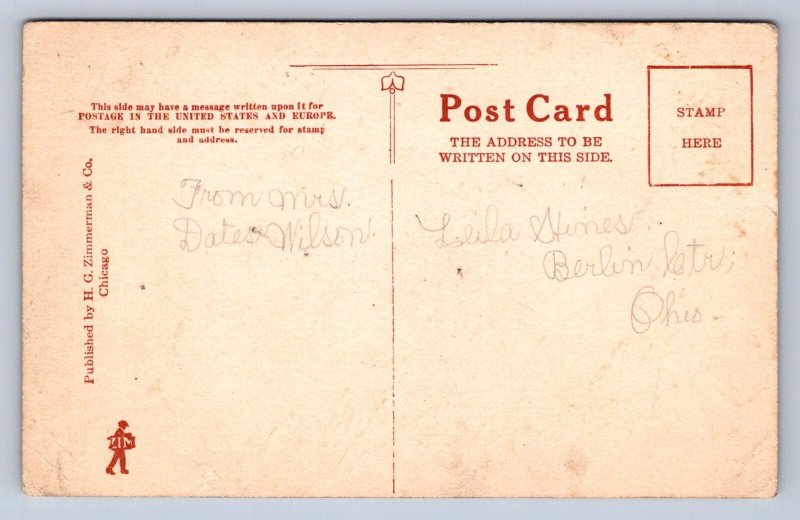 This side may have a message written upon it for
POSTAGE IN THE UNITED STATES AND EUROPE.
The right hand side must be reserved for stamp
and address.
Post Card
THE ADDRESS TO BE
WRITTEN ON THIS SIDE.
STAMP
HERE
From Mrs.
Dates Wilson.
Leila Hines.
Berlin Ctr;
Ohio.
Published by H. G. Zimmerman & Co.
Chicago
ZIM